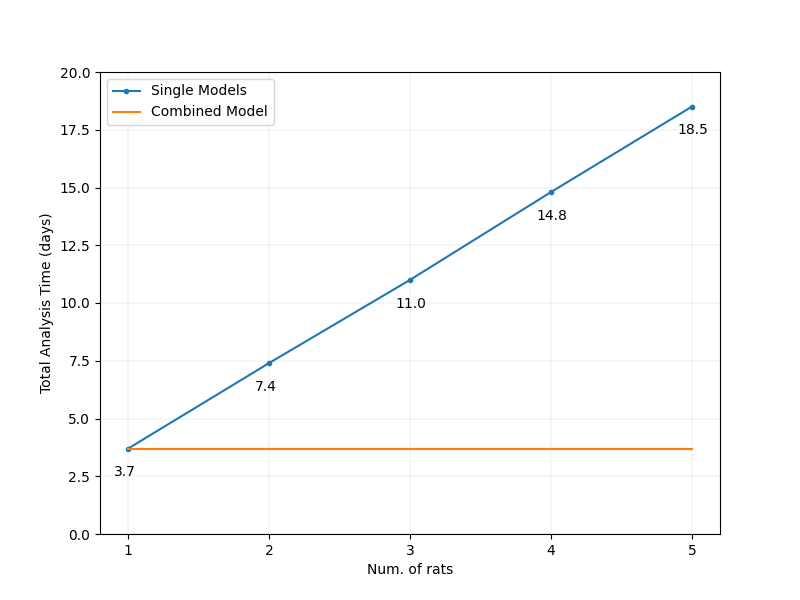 20.0
17.5
15.0
12.5
10.0
7.5
5.0
2.5
0.0
Total Analysis Time (days)
Single Models
Combined Model
3.7
7.4
11.0
14.8
18.5
1 2 3 4 5
Num. of rats